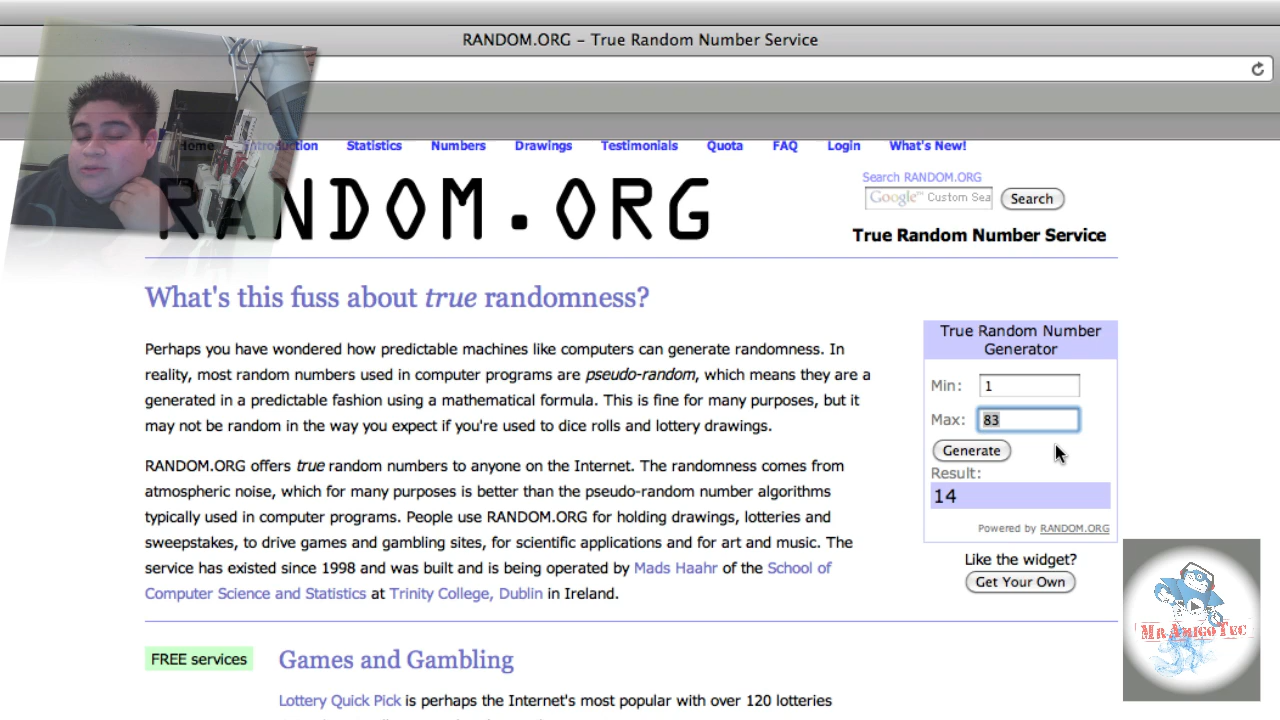 RANDOM.ORG – True Random Number Service
Home Introduction Statistics Numbers Drawings Testimonials Quota FAQ Login What's New!
Search RANDOM.ORG
RANDOM.ORG
Google™ Custom Sea Search
True Random Number Service
What's this fuss about true randomness?
True Random Number
Generator
Perhaps you have wondered how predictable machines like computers can generate randomness. In
reality, most random numbers used in computer programs are pseudo-random, which means they are a
generated in a predictable fashion using a mathematical formula. This is fine for many purposes, but it
may not be random in the way you expect if you're used to dice rolls and lottery drawings.
Min: 1
Max: 83
Generate
Result:
14
Powered by RANDOM.ORG
RANDOM.ORG offers true random numbers to anyone on the Internet. The randomness comes from
atmospheric noise, which for many purposes is better than the pseudo-random number algorithms
typically used in computer programs. People use RANDOM.ORG for holding drawings, lotteries and
sweepstakes, to drive games and gambling sites, for scientific applications and for art and music. The
service has existed since 1998 and was built and is being operated by Mads Haahr of the School of
Computer Science and Statistics at Trinity College, Dublin in Ireland.
Like the widget?
Get Your Own
MR AMIGO TEC
FREE services
Games and Gambling
Lottery Quick Pick is perhaps the Internet's most popular with over 120 lotteries